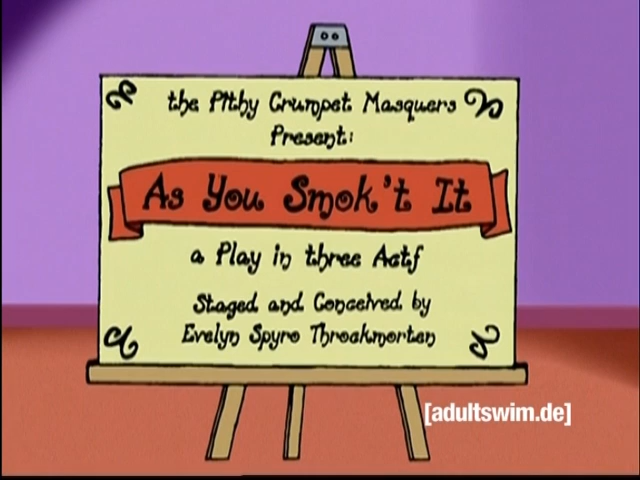 the Pithy Crumpet Masquers
Present:
As You Smok't It
a Play in three Actf
Staged and Conceived by
Evelyn Spyro Throckmorten
[adultswim.de]